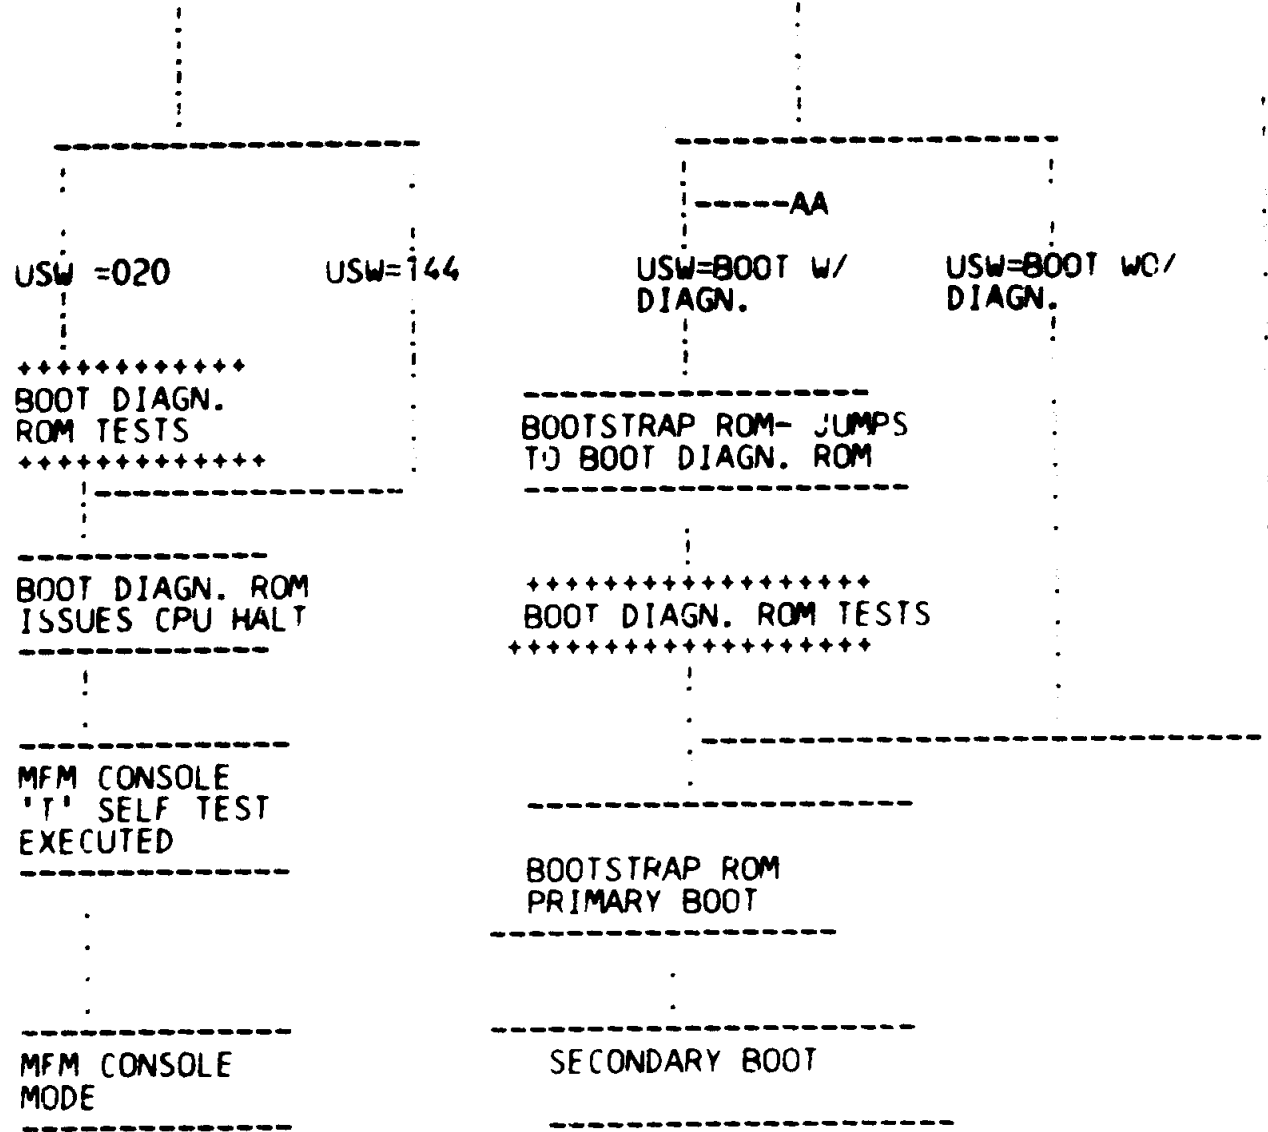 -----AA
USW =020
USW=144
USW=BOOT W/
DIAGN.
USW=BOOT WO/
DIAGN.
++++++++++++
BOOT DIAGN.
ROM TESTS
+++++++++++++
BOOTSTRAP ROM- JUMPS
TO BOOT DIAGN. ROM
BOOT DIAGN. ROM
ISSUES CPU HALT
++++++++++++++++++
BOOT DIAGN. ROM TESTS
+++++++++++++++++++
MFM CONSOLE
'T' SELF TEST
EXECUTED
BOOTSTRAP ROM
PRIMARY BOOT
MFM CONSOLE
MODE
SECONDARY BOOT